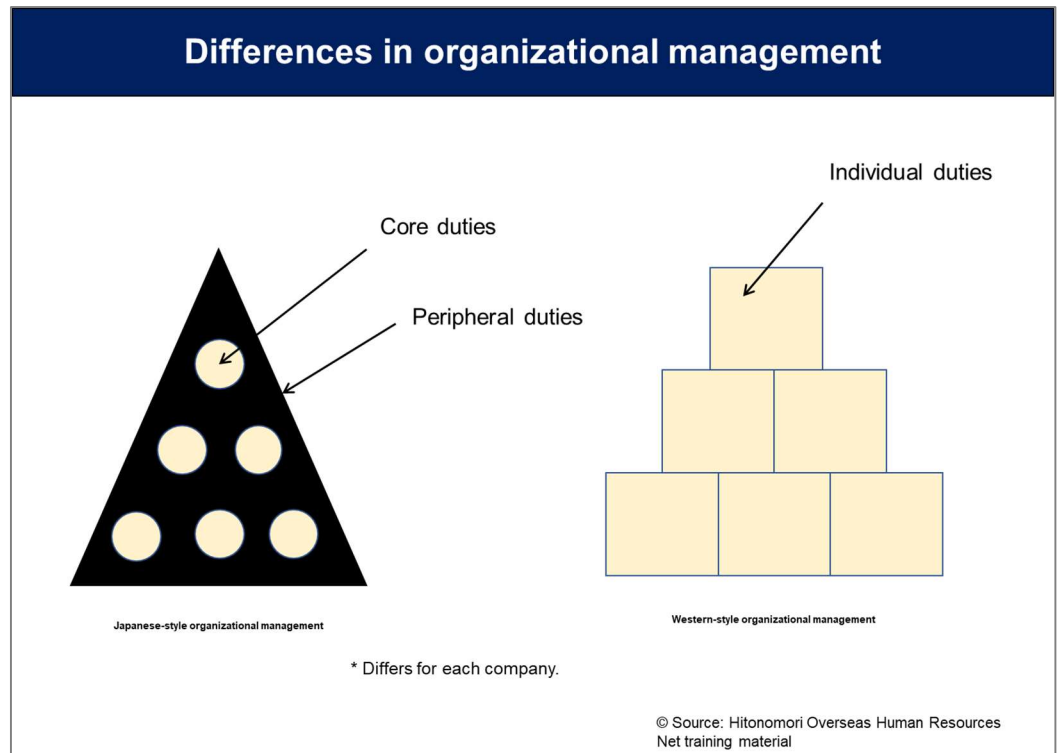 Differences in organizational management
Individual duties
Core duties
Peripheral duties
Japanese-style organizational management
Western-style organizational management
* Differs for each company.
© Source: Hitonomori Overseas Human Resources
Net training material